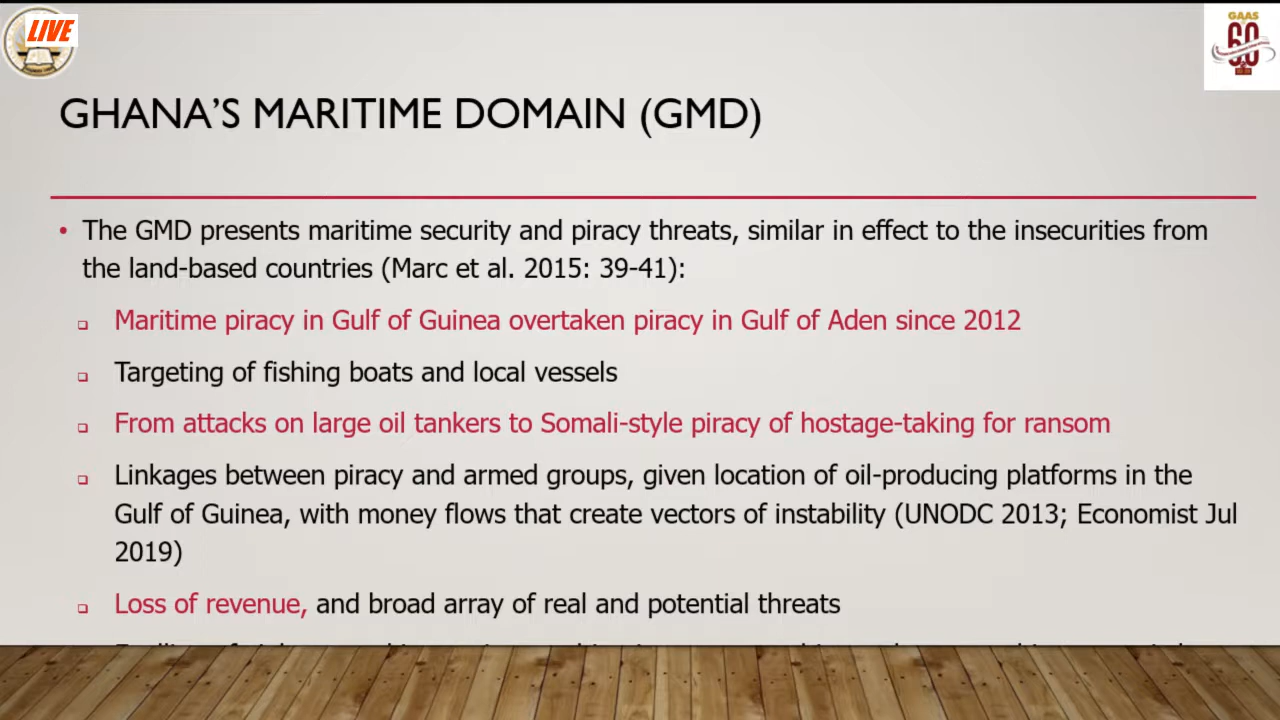 LIVE
GAAS
60
GHANA'S MARITIME DOMAIN (GMD)
• The GMD presents maritime security and piracy threats, similar in effect to the insecurities from
the land-based countries (Marc et al. 2015: 39-41):
❑ Maritime piracy in Gulf of Guinea overtaken piracy in Gulf of Aden since 2012
❑ Targeting of fishing boats and local vessels
❑ From attacks on large oil tankers to Somali-style piracy of hostage-taking for ransom
❑ Linkages between piracy and armed groups, given location of oil-producing platforms in the
Gulf of Guinea, with money flows that create vectors of instability (UNODC 2013; Economist Jul
2019)
❑ Loss of revenue, and broad array of real and potential threats